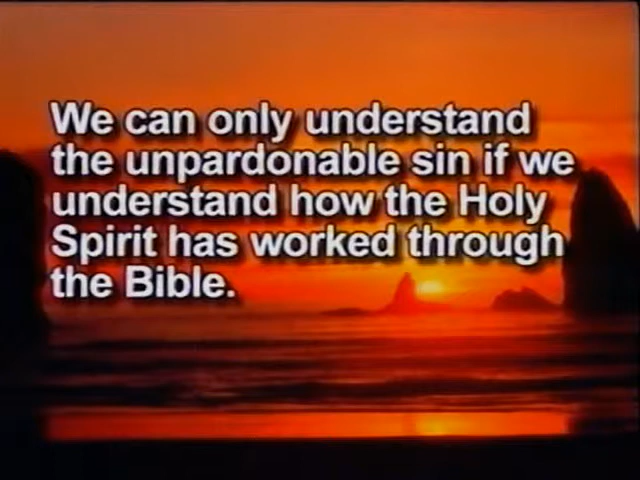 We can only understand
the unpardonable sin if we
understand how the Holy
Spirit has worked through
the Bible.